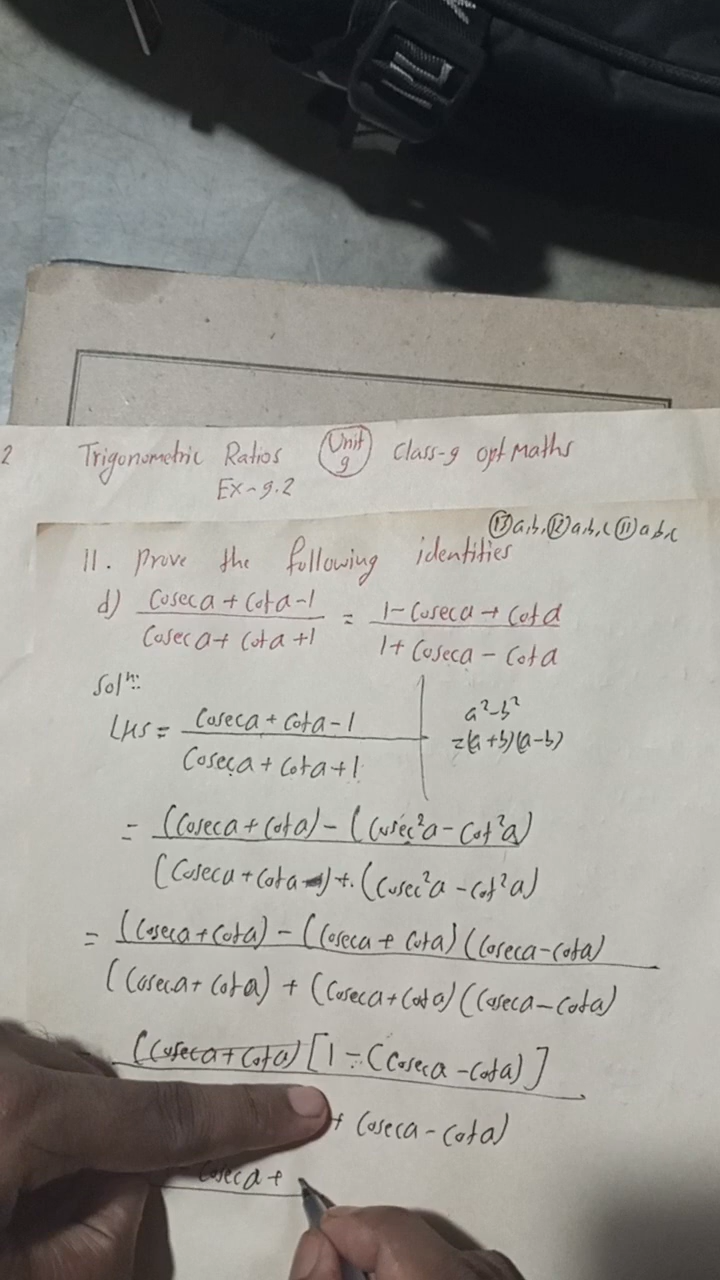 2 Trigonometric Ratios Unit 9 Class-9 opt Maths
Ex-9.2
(13)a,b,(12)a,b,c(11)a,b,c
11. Prove the following identities
d) (Coseca + Cota-1)/(Coseca + Cota +1) = (1-Coseca + Cota)/(1+ Coseca - Cota)
Solⁿ:
LHS = (Coseca + Cota-1)/(Coseca + Cota +1)
a²-b²
=(a+b)(a-b)
= ((Coseca + Cota) - (Cosec²a - Cot²a))/((Coseca + Cota) + (Cosec²a - Cot²a))
= ((Coseca + Cota) - (Coseca + Cota)(Coseca-Cota))/((Coseca + Cota) + (Coseca + Cota)(Coseca-Cota))
(Coseca + Cota)[1-(Coseca - Cota)]
+ Coseca - Cota)
Coseca +